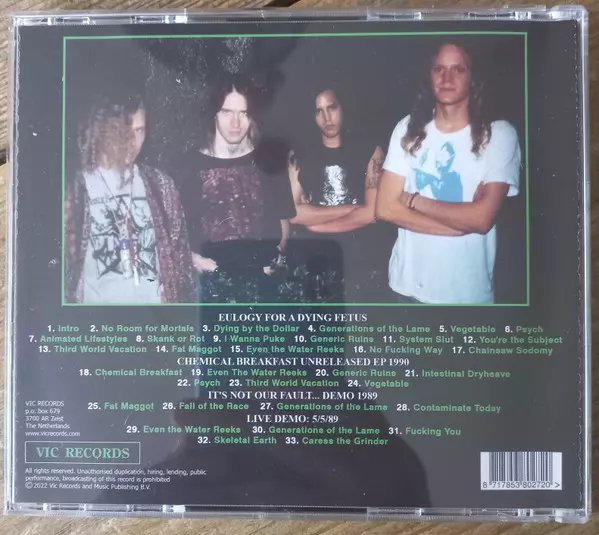 EULOGY FOR A DYING FETUS
1. Intro 2. No Room for Mortals 3. Dying by the Dollar 4. Generations of the Lame 5. Vegetable 6. Psych
7. Animated Lifestyles 8. Skank or Rot 9. I Wanna Puke 10. Generic Ruins 11. System Slut 12. You're the Subject
13. Third World Vacation 14. Fat Maggot 15. Even the Water Reeks 16. No Fucking Way 17. Chainsaw Sodomy
CHEMICAL BREAKFAST UNRELEASED EP 1990
18. Chemical Breakfast 19. Even The Water Reeks 20. Generic Ruins 21. Intestinal Dryheave
22. Psych 23. Third World Vacation 24. Vegetable
IT'S NOT OUR FAULT... DEMO 1989
25. Fat Maggot 26. Fall of the Race 27. Generations of the Lame 28. Contaminate Today
LIVE DEMO: 5/5/89
29. Even the Water Reeks 30. Generations of the Lame 31. Fucking You
32. Skeletal Earth 33. Caress the Grinder
VIC RECORDS
p.o. box 679
3700 AR Zeist
The Netherlands
www.vicrecords.com
VIC RECORDS
All rights reserved. Unauthorised duplication, hiring, lending, public
performance, broadcasting of this record is prohibited
©2022 Vic Records and Music Publishing B.V.
8 717853 802720 >